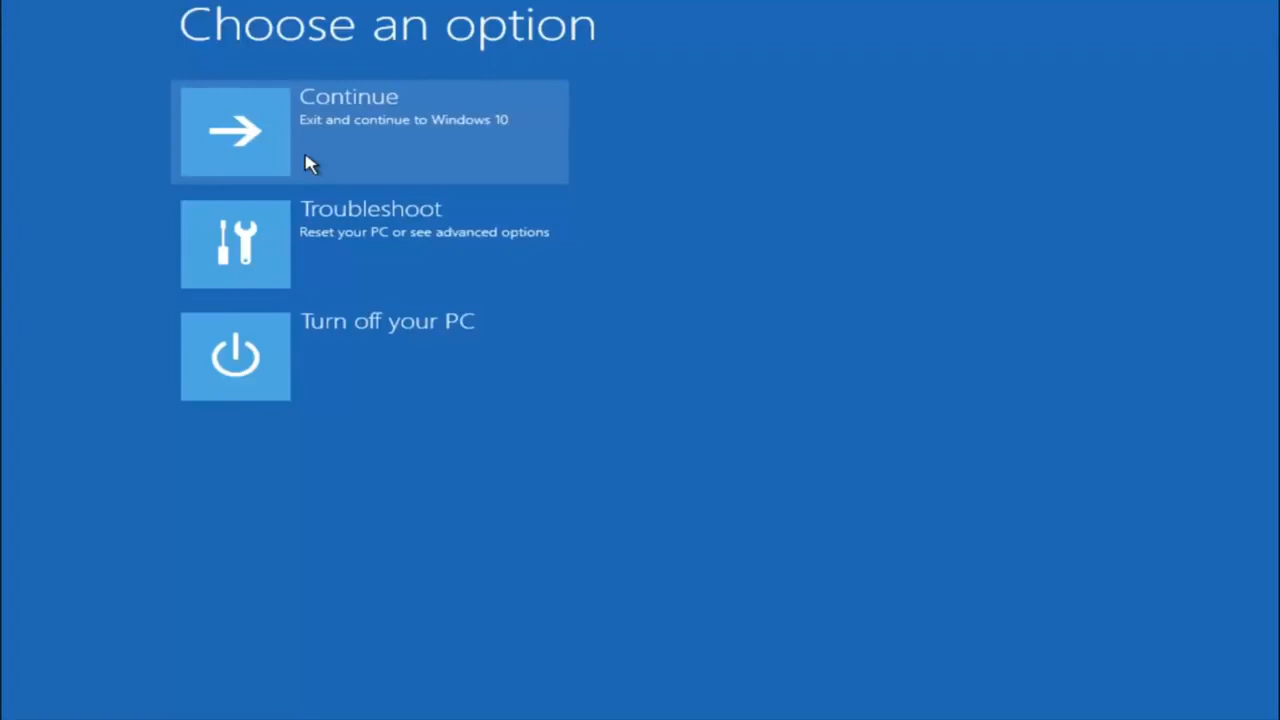 Choose an option
Continue
Exit and continue to Windows 10
Troubleshoot
Reset your PC or see advanced options
Turn off your PC